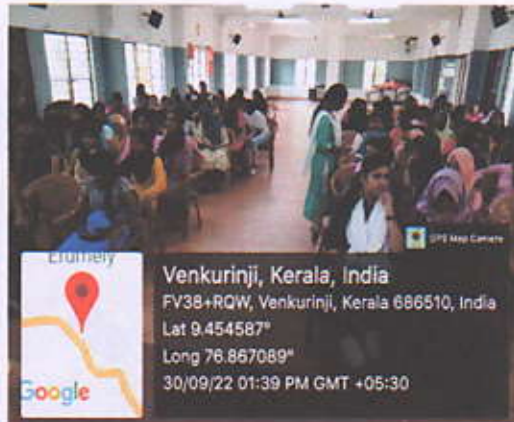 GPS Map Camera
Erumely
Google
Venkurinji, Kerala, India
FV38+RQW, Venkurinji, Kerala 686510, India
Lat 9.454587°
Long 76.867089°
30/09/22 01:39 PM GMT +05:30